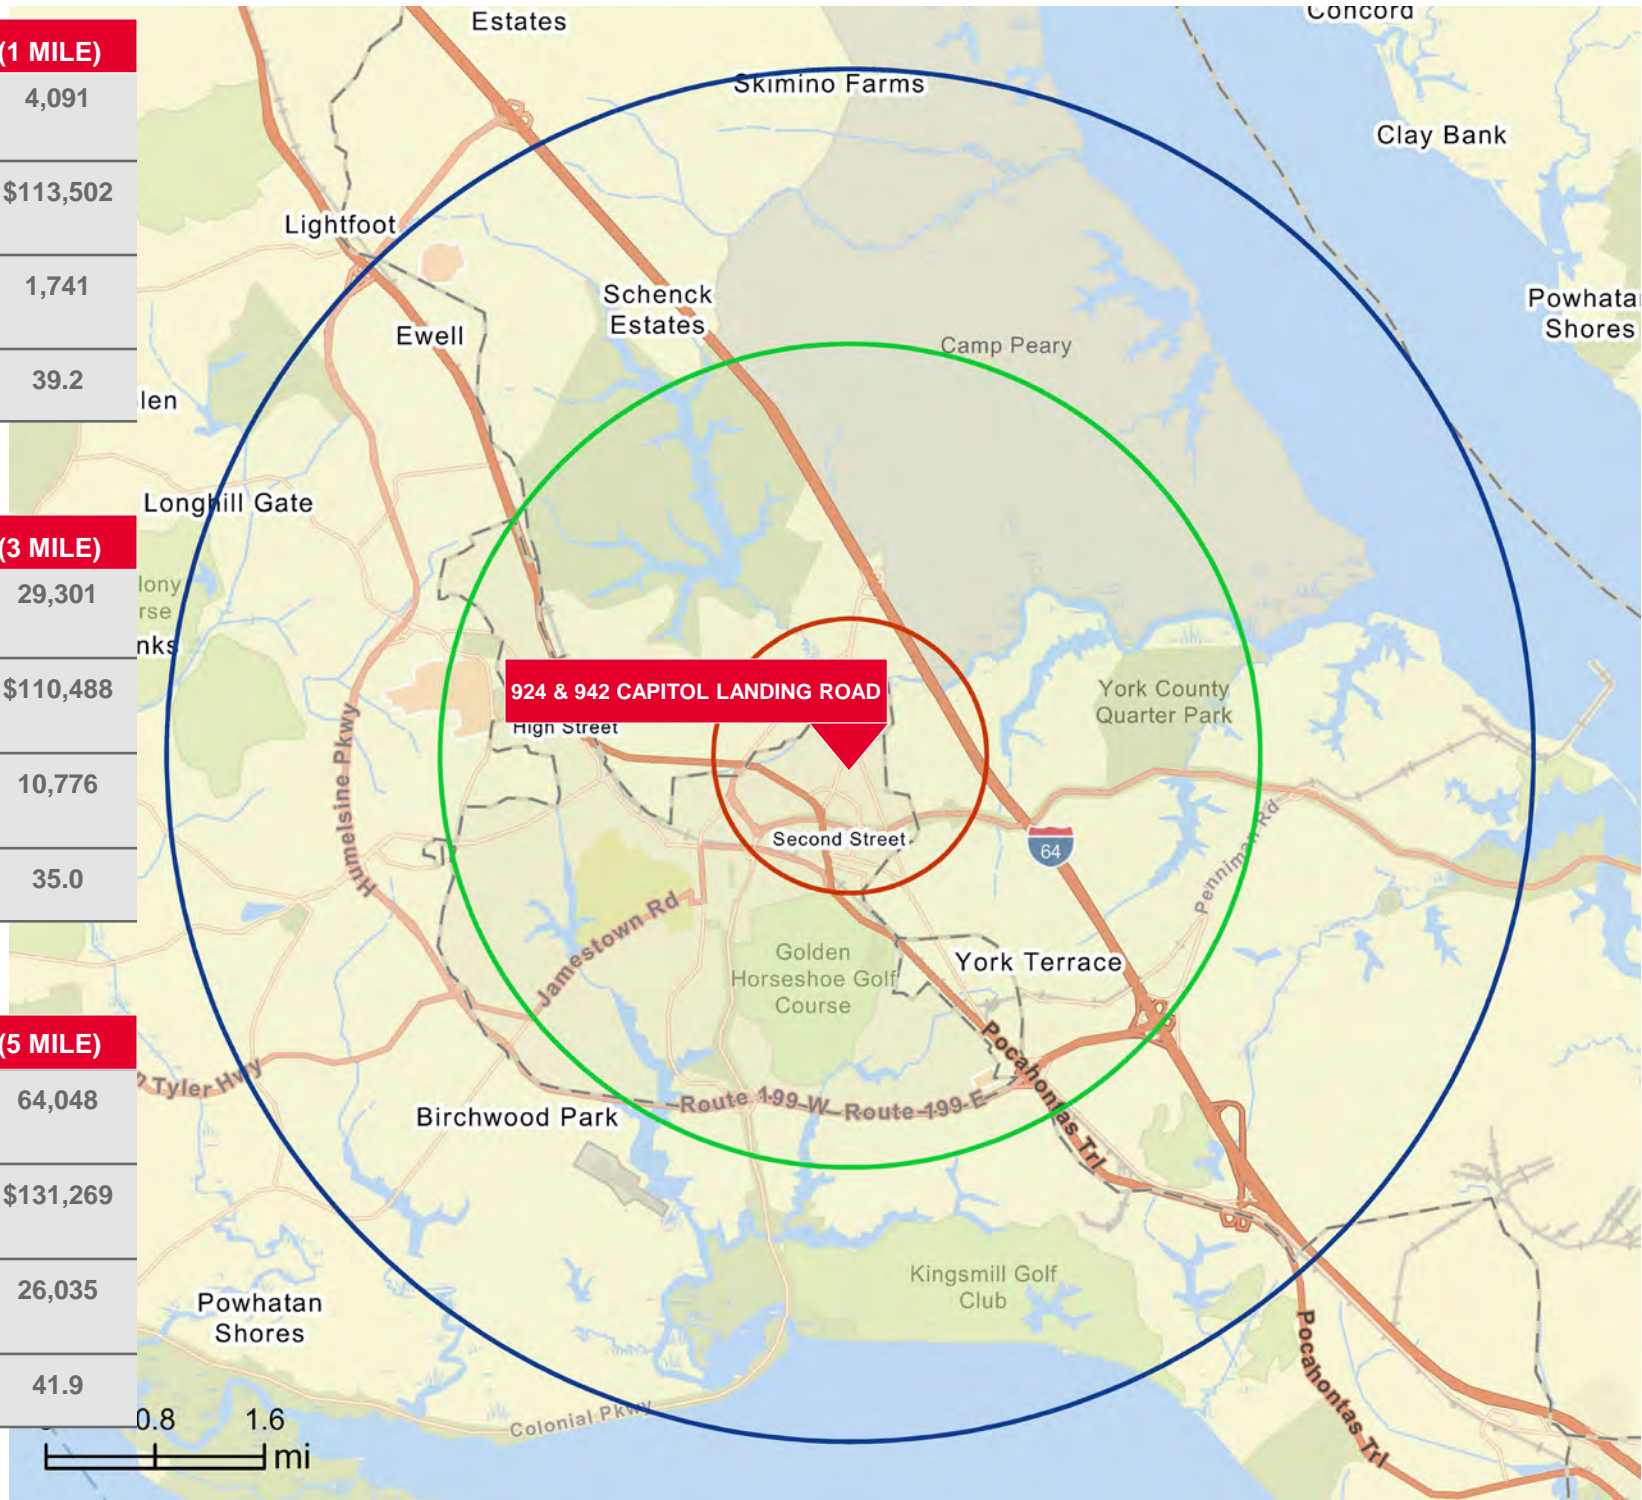 (1 MILE)
4,091
$113,502
1,741
39.2
(3 MILE)
29,301
$110,488
10,776
35.0
(5 MILE)
64,048
$131,269
26,035
41.9
Estates
Concord
Skimino Farms
Clay Bank
Lightfoot
Schenck
Estates
Powhatan
Shores
Ewell
Camp Peary
len
Longhill Gate
lony
rse
nks
924 & 942 CAPITOL LANDING ROAD
York County
Quarter Park
High Street
Hummelsine Pkwy
Second Street
64
Penniman Rd
Jamestown Rd
Golden
Horseshoe Golf
Course
York Terrace
Pocahontas Trl
Tyler Hwy
Route 199 W
Route 199 E
Birchwood Park
Kingsmill Golf
Club
Powhatan
Shores
Pocahontas Trl
Colonial Pkwy
0.8
1.6
mi